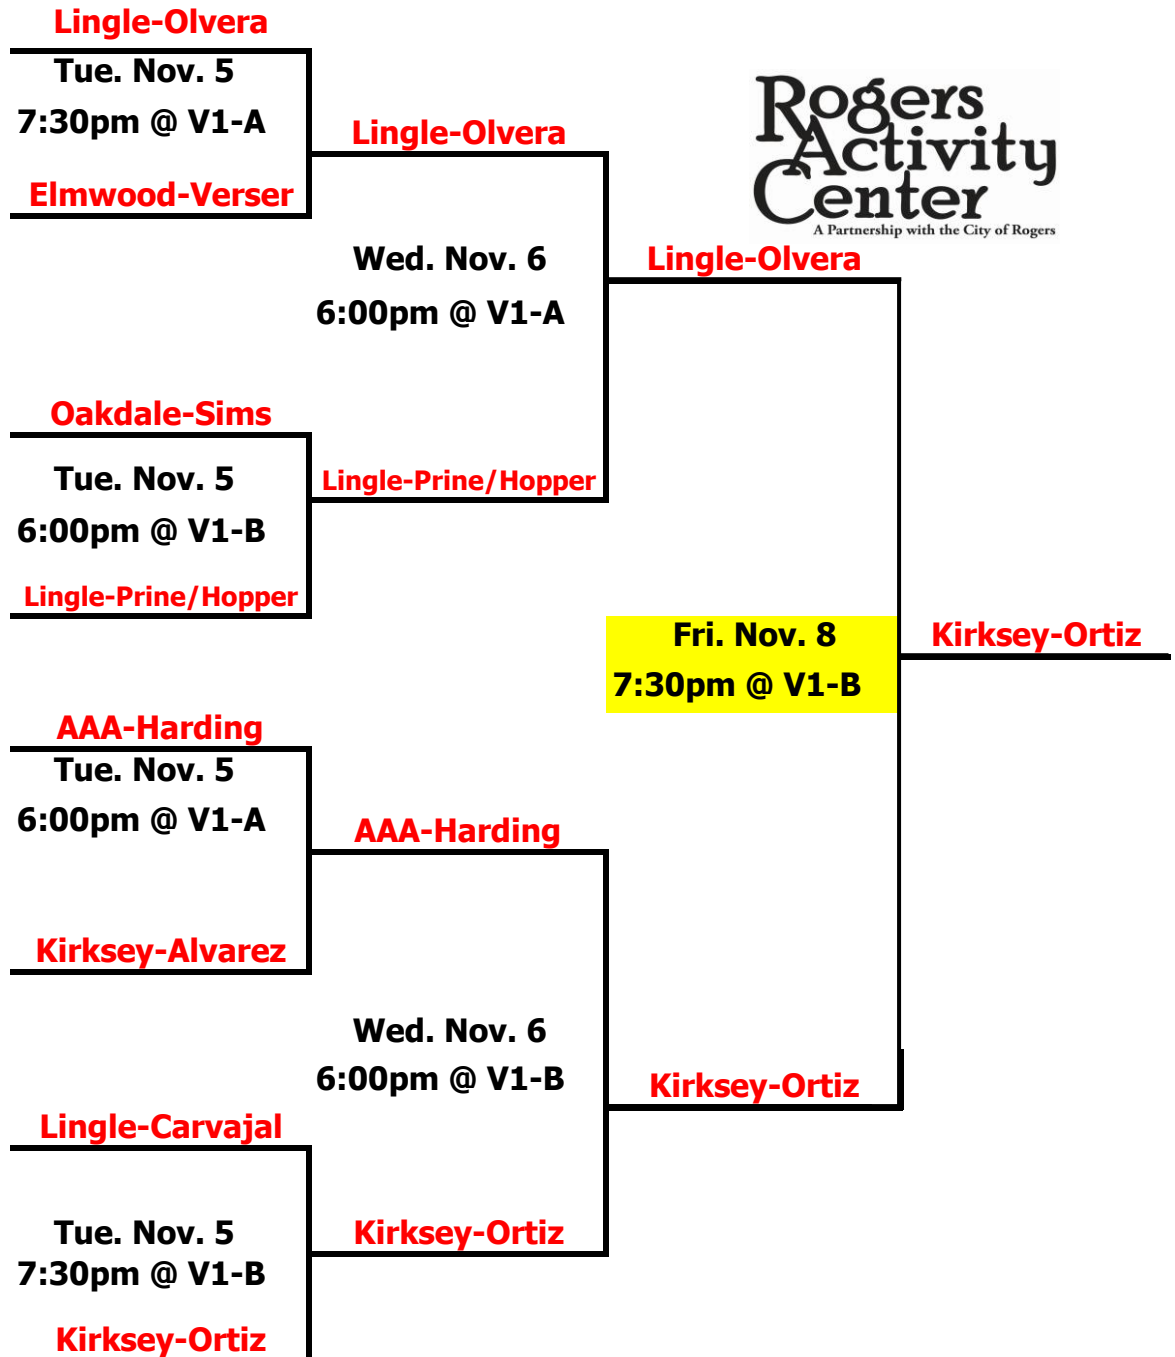 Lingle-Olvera
Tue. Nov. 5
7:30pm @ V1-A
Elmwood-Verser
Lingle-Olvera
Rogers
Activity
Center
A Partnership with the City of Rogers
Wed. Nov. 6
6:00pm @ V1-A
Lingle-Olvera
Oakdale-Sims
Tue. Nov. 5
6:00pm @ V1-B
Lingle-Prine/Hopper
Lingle-Prine/Hopper
Fri. Nov. 8
7:30pm @ V1-B
Kirksey-Ortiz
AAA-Harding
Tue. Nov. 5
6:00pm @ V1-A
Kirksey-Alvarez
AAA-Harding
Wed. Nov. 6
6:00pm @ V1-B
Kirksey-Ortiz
Lingle-Carvajal
Tue. Nov. 5
7:30pm @ V1-B
Kirksey-Ortiz
Kirksey-Ortiz